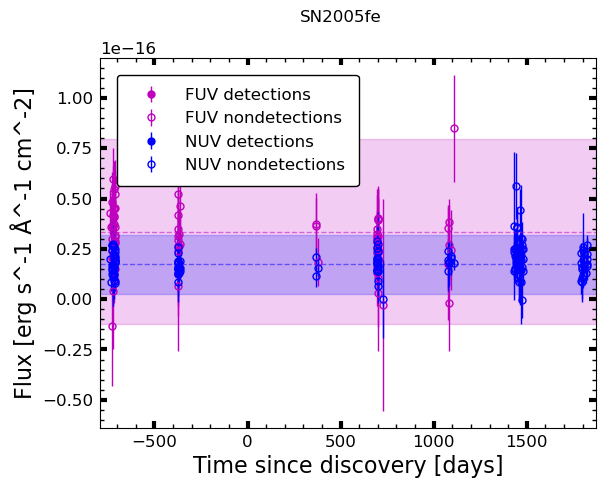 SN2005fe
1e−16
FUV detections
FUV nondetections
NUV detections
NUV nondetections
1.00
0.75
0.50
0.25
0.00
−0.25
−0.50
Flux [erg s^-1 Å^-1 cm^-2]
−500 0 500 1000 1500
Time since discovery [days]